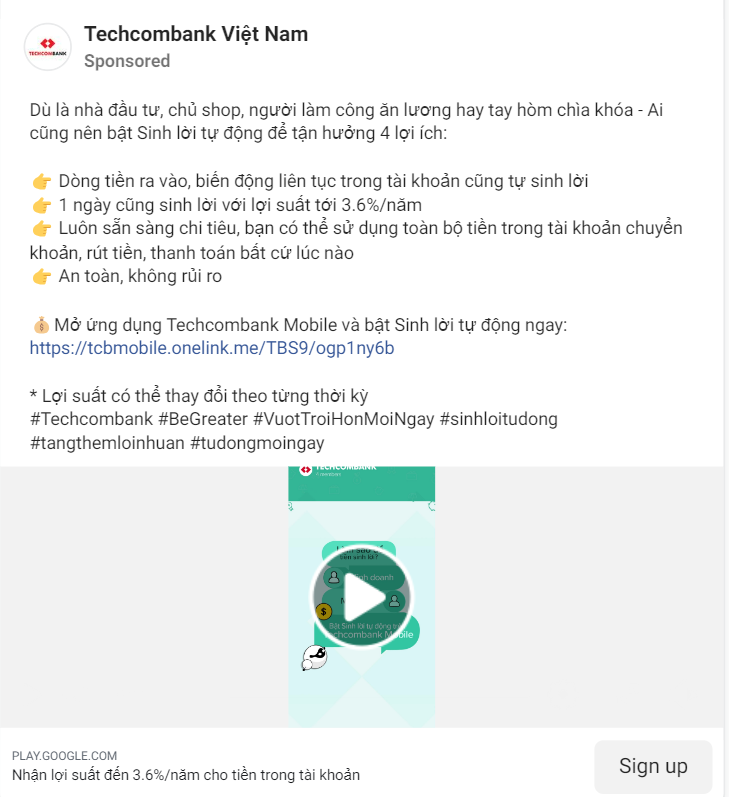 Techcombank Việt Nam
TECHCOMBANK
Sponsored
Dù là nhà đầu tư, chủ shop, người làm công ăn lương hay tay hòm chìa khóa - Ai
cũng nên bật Sinh lời tự động để tận hưởng 4 lợi ích:
👉 Dòng tiền ra vào, biến động liên tục trong tài khoản cũng tự sinh lời
👉 1 ngày cũng sinh lời với lợi suất tới 3.6%/năm
👉 Luôn sẵn sàng chi tiêu, bạn có thể sử dụng toàn bộ tiền trong tài khoản chuyển
khoản, rút tiền, thanh toán bất cứ lúc nào
👉 An toàn, không rủi ro
💰 Mở ứng dụng Techcombank Mobile và bật Sinh lời tự động ngay:
https://tcbmobile.onelink.me/TBS9/ogp1ny6b
* Lợi suất có thể thay đổi theo từng thời kỳ
#Techcombank #BeGreater #VuotTroiHonMoiNgay #sinhloitudong
#tangthemloinhuan #tudongmoingay
TECHCOMBANK
doanh
Bật Sinh lời tự động
Techcombank Mobile
PLAY.GOOGLE.COM
Nhận lợi suất đến 3.6%/năm cho tiền trong tài khoản
Sign up